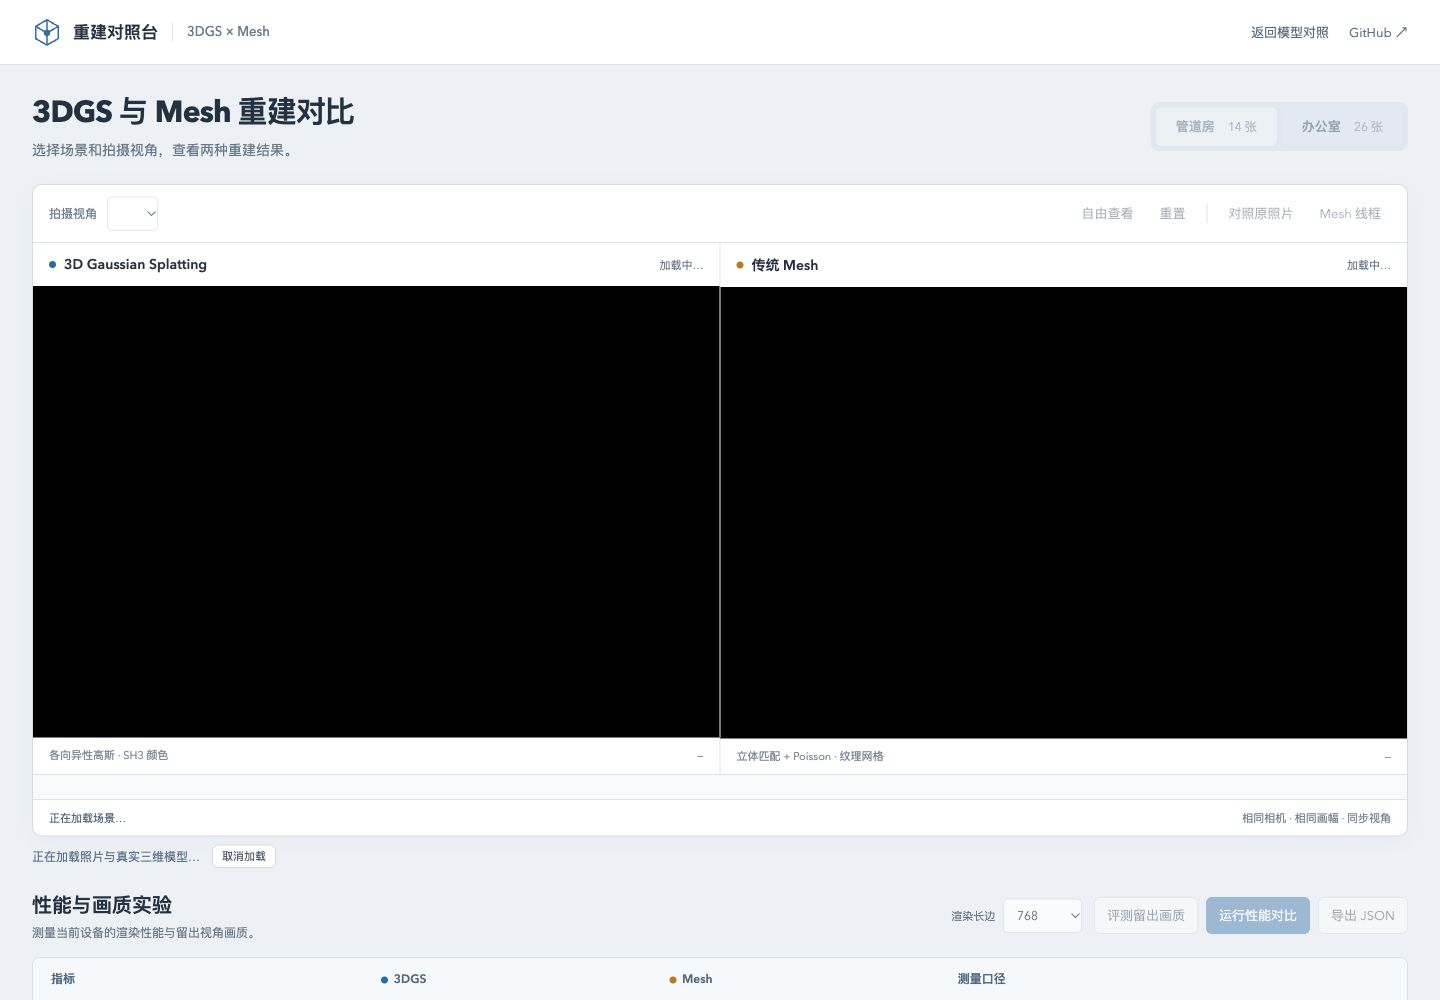 重建对照台 3DGS × Mesh 返回模型对照 GitHub ↗
3DGS 与 Mesh 重建对比
选择场景和拍摄视角，查看两种重建结果。
管道房 14 张 办公室 26 张
拍摄视角 自由查看 重置 对照原照片 Mesh 线框
3D Gaussian Splatting 加载中… 传统 Mesh 加载中…
各向异性高斯 · SH3 颜色 – 立体匹配 + Poisson · 纹理网格 –
正在加载场景… 相同相机 · 相同画幅 · 同步视角
正在加载照片与真实三维模型… 取消加载
性能与画质实验
测量当前设备的渲染性能与留出视角画质。
渲染长边 768 评测留出画质 运行性能对比 导出 JSON
指标 3DGS Mesh 测量口径